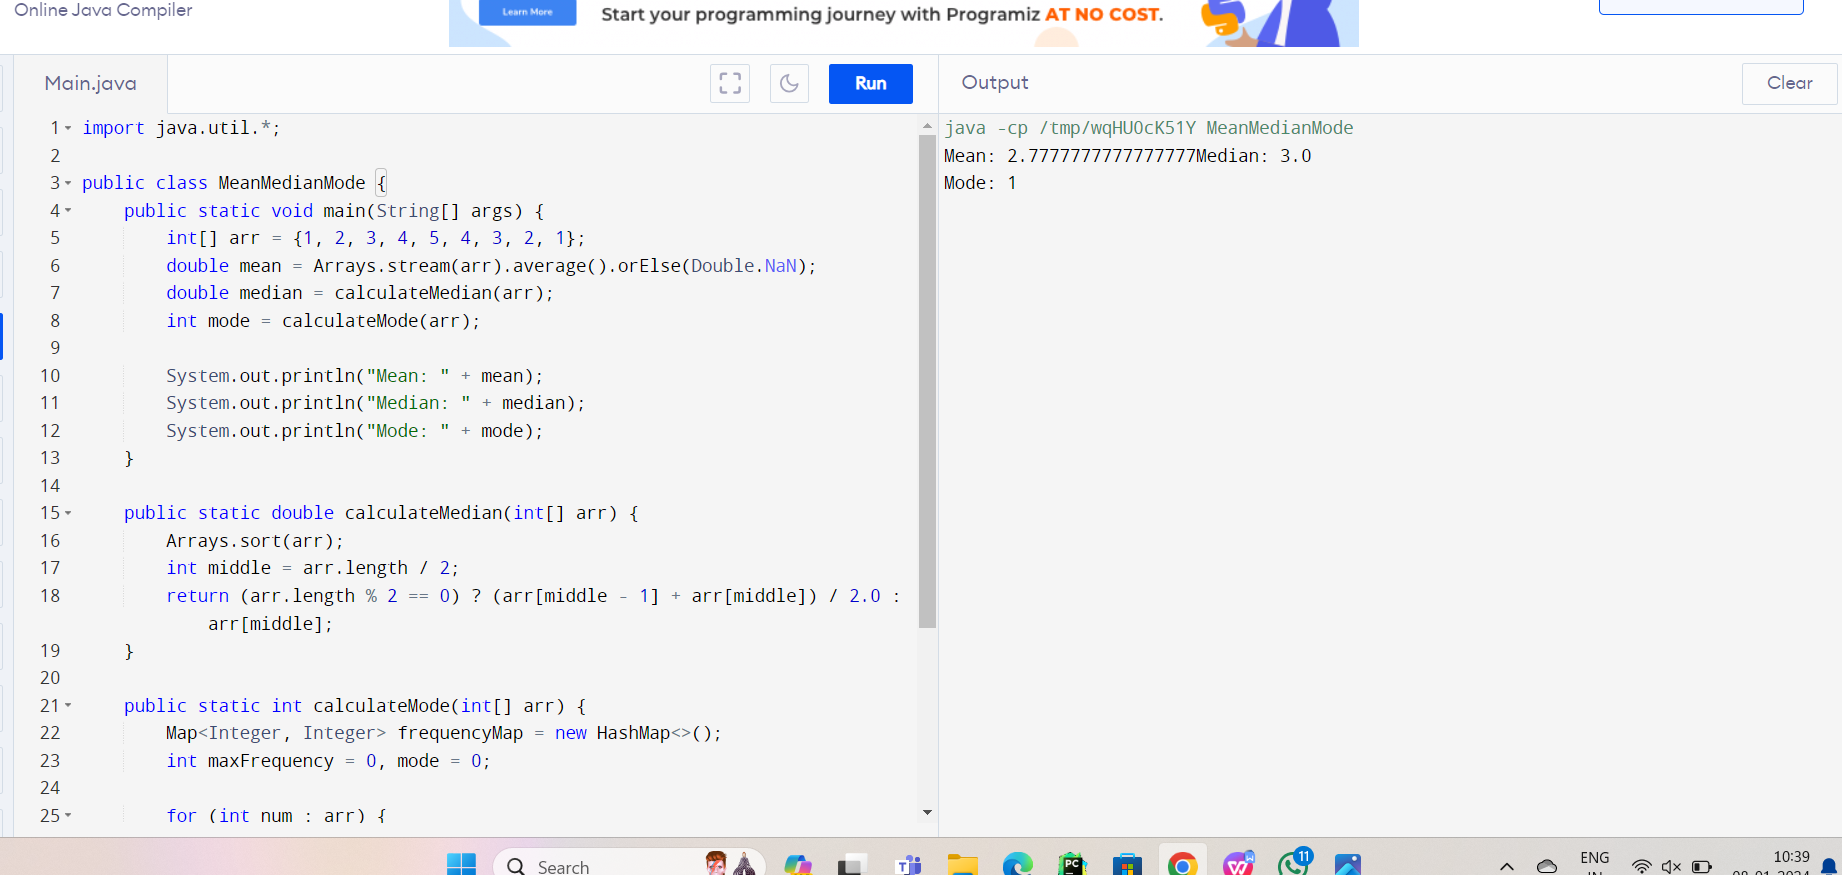 Online Java Compiler
Learn More
Start your programming journey with Programiz AT NO COST.
Main.java
Run
Output
Clear
1 import java.util.*;
2
3 public class MeanMedianMode {
4 public static void main(String[] args) {
5 int[] arr = {1, 2, 3, 4, 5, 4, 3, 2, 1};
6 double mean = Arrays.stream(arr).average().orElse(Double.NaN);
7 double median = calculateMedian(arr);
8 int mode = calculateMode(arr);
9
10 System.out.println("Mean: " + mean);
11 System.out.println("Median: " + median);
12 System.out.println("Mode: " + mode);
13 }
14
15 public static double calculateMedian(int[] arr) {
16 Arrays.sort(arr);
17 int middle = arr.length / 2;
18 return (arr.length % 2 == 0) ? (arr[middle - 1] + arr[middle]) / 2.0 :
arr[middle];
19 }
20
21 public static int calculateMode(int[] arr) {
22 Map<Integer, Integer> frequencyMap = new HashMap<>();
23 int maxFrequency = 0, mode = 0;
24
25 for (int num : arr) {
java -cp /tmp/wqHUOcK51Y MeanMedianMode
Mean: 2.7777777777777777Median: 3.0
Mode: 1
Search
PC
11
ENG
10:39